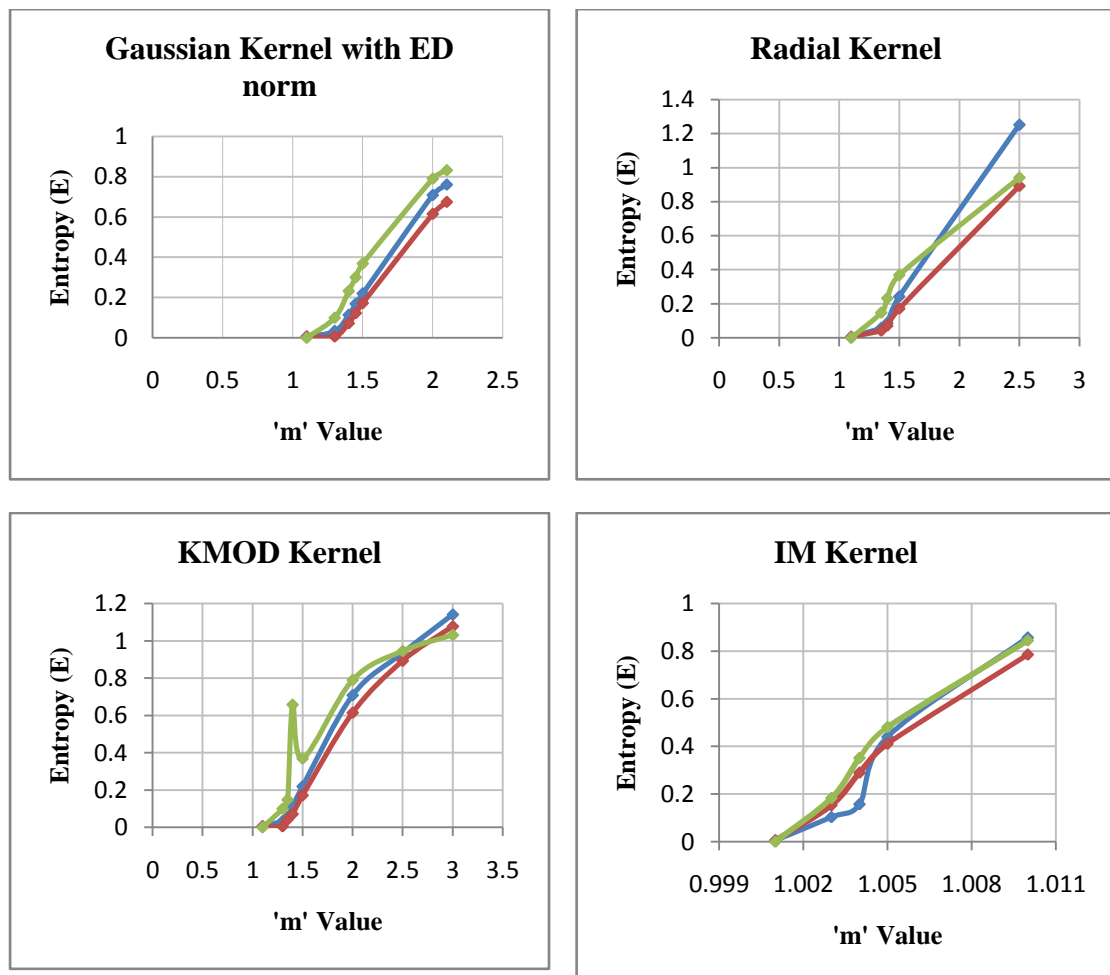 Gaussian Kernel with ED
norm
Entropy (E)
1
0.8
0.6
0.4
0.2
0
0 0.5 1 1.5 2 2.5
'm' Value
Radial Kernel
Entropy (E)
1.4
1.2
1
0.8
0.6
0.4
0.2
0
0 0.5 1 1.5 2 2.5 3
'm' Value
KMOD Kernel
Entropy (E)
1.2
1
0.8
0.6
0.4
0.2
0
0 0.5 1 1.5 2 2.5 3 3.5
'm' Value
IM Kernel
Entropy (E)
1
0.8
0.6
0.4
0.2
0
0.999 1.002 1.005 1.008 1.011
'm' Value